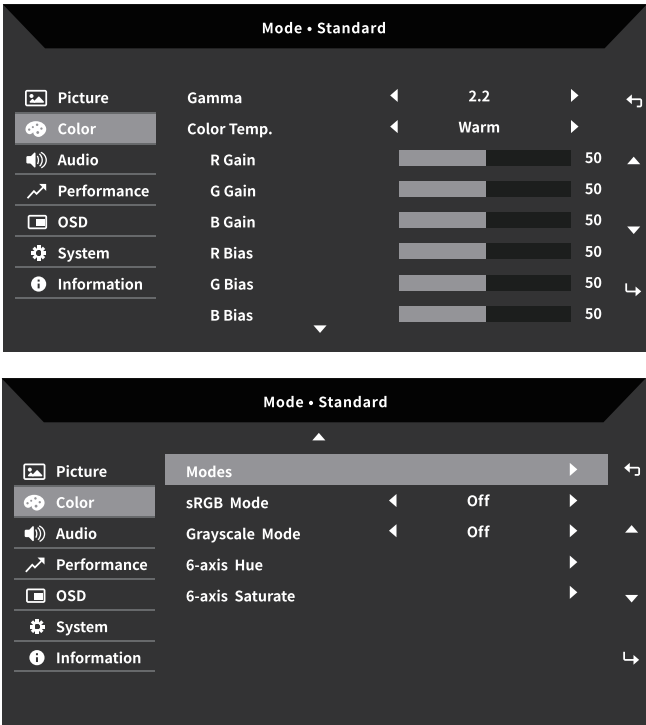 Mode • Standard
Picture
Gamma 2.2
Color
Color Temp. Warm
Audio
R Gain 50
Performance
G Gain 50
OSD
B Gain 50
System
R Bias 50
Information
G Bias 50
B Bias 50
Mode • Standard
Picture
Modes
Color
sRGB Mode Off
Audio
Grayscale Mode Off
Performance
6-axis Hue
OSD
6-axis Saturate
System
Information